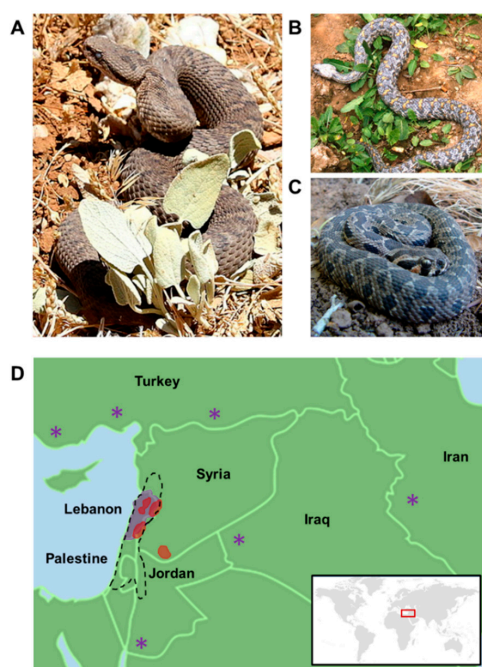 A
B
C
D
Turkey
*
*
*
Syria
Iran
Lebanon
*
Iraq
*
Palestine
Jordan
*